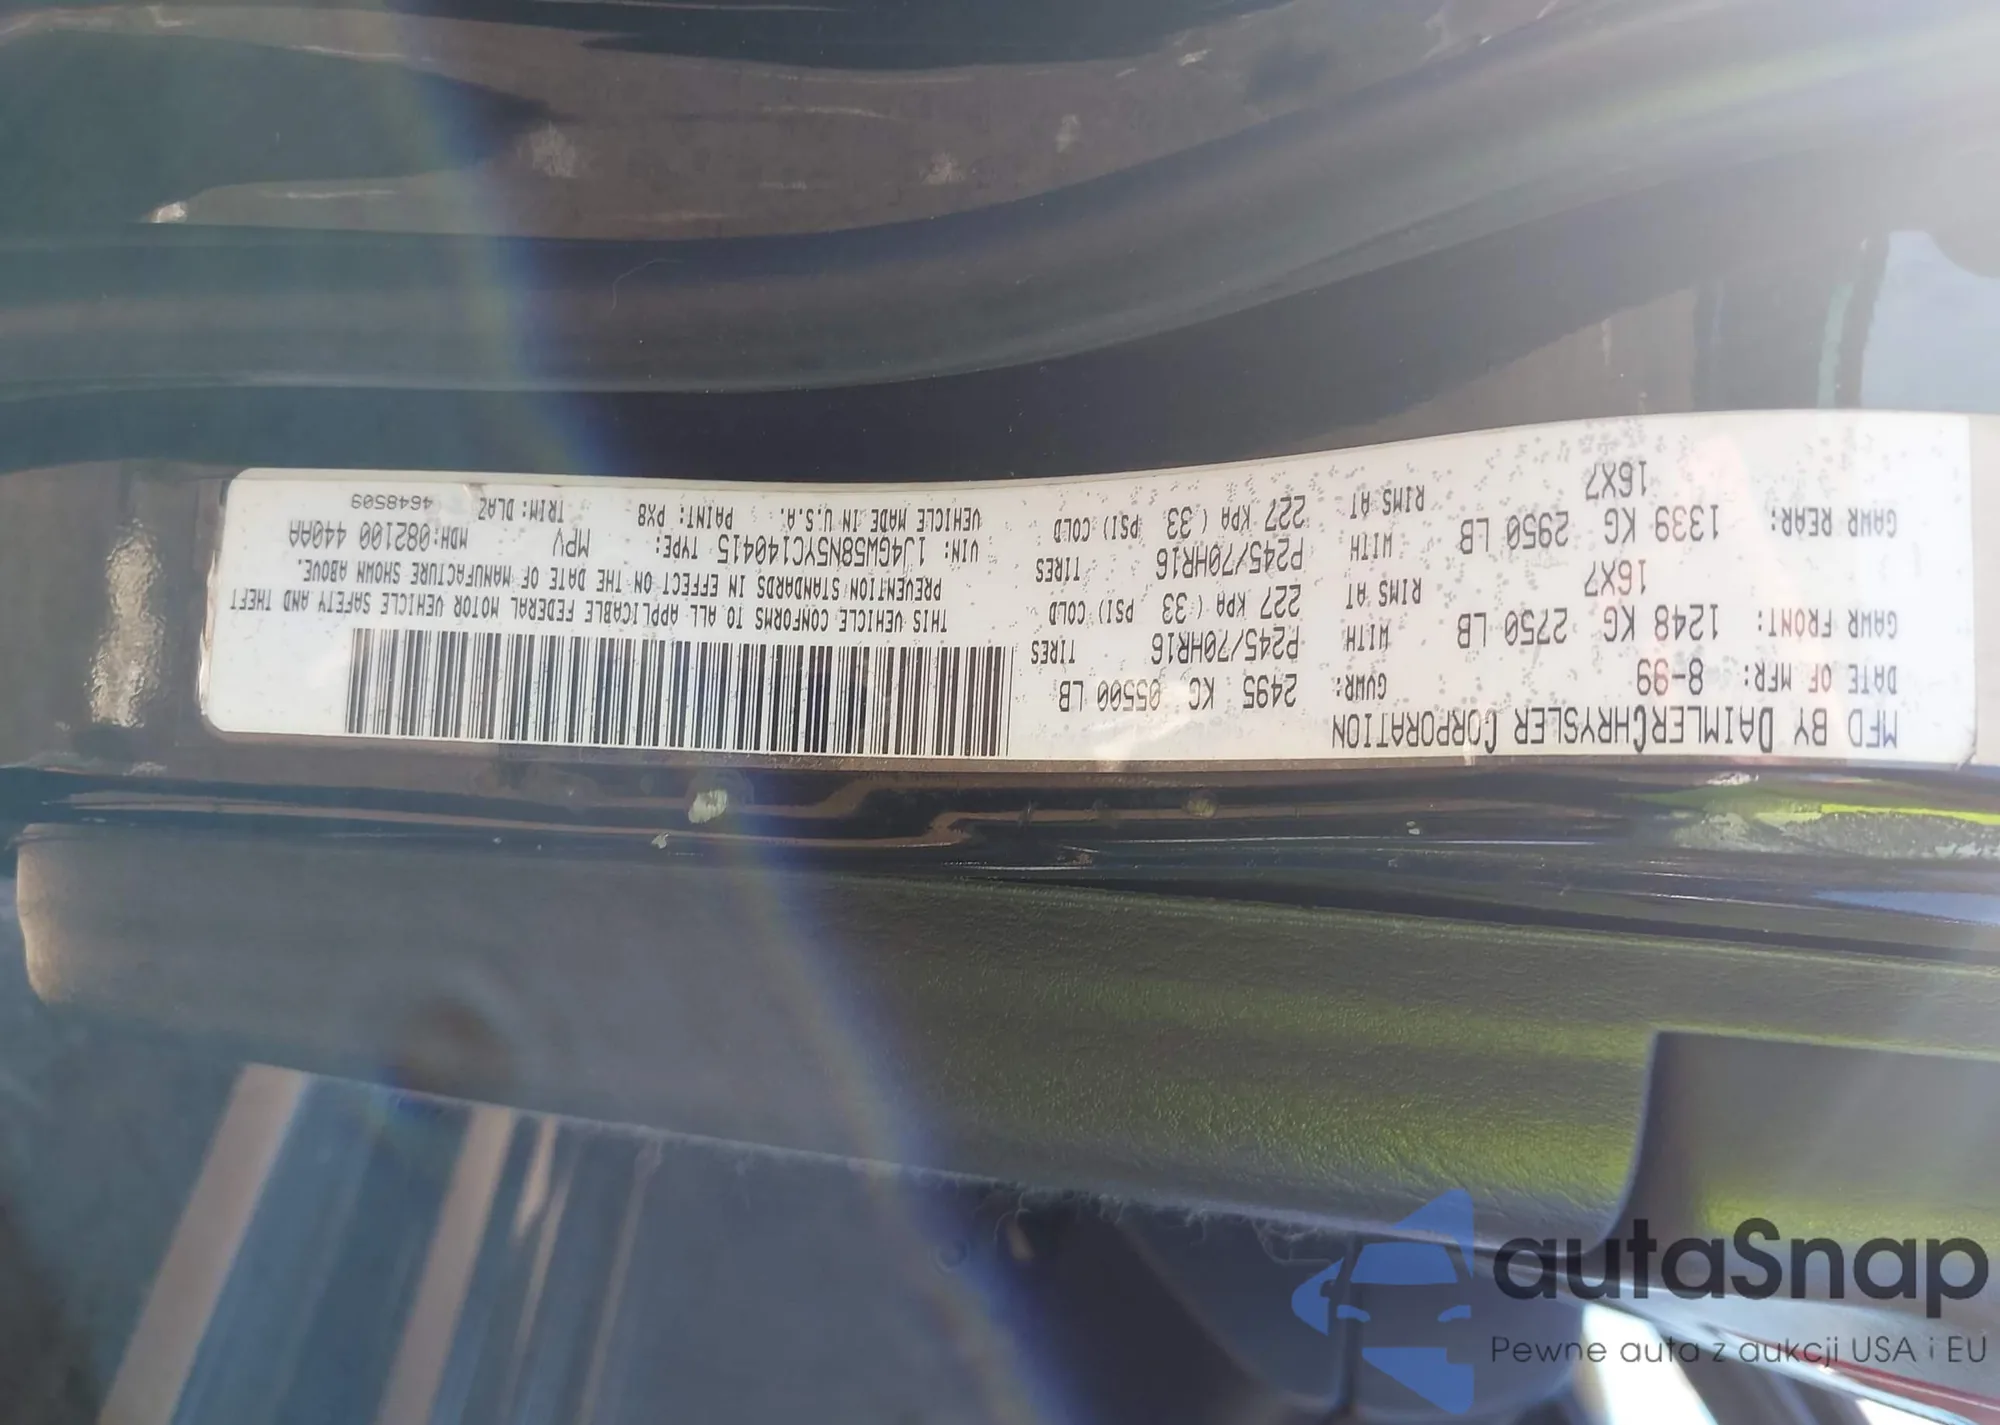 MFD BY DAIMLERCHRYSLER CORPORATION
DATE OF MFR: 8-99 GVWR: 2495 KG 05500 LB
GAWR FRONT: WITH TIRES
1248 KG 2750 LB P245/70HR16
RIMS AT 227 KPA ( 33 PSI) COLD
16X7
GAWR REAR: WITH TIRES
1339 KG 2950 LB P245/70HR16
RIMS AT 227 KPA ( 33 PSI) COLD
16X7
THIS VEHICLE CONFORMS TO ALL APPLICABLE FEDERAL MOTOR VEHICLE SAFETY AND THEFT
PREVENTION STANDARDS IN EFFECT ON THE DATE OF MANUFACTURE SHOWN ABOVE.
VIN: 1J4GW58N5YC140415 TYPE: MPV MDH: 082100 440AA
VEHICLE MADE IN U.S.A. PAINT: PX8 TRIM: DLAZ 4648509
autaSnap
Pewne auta z aukcji USA i EU